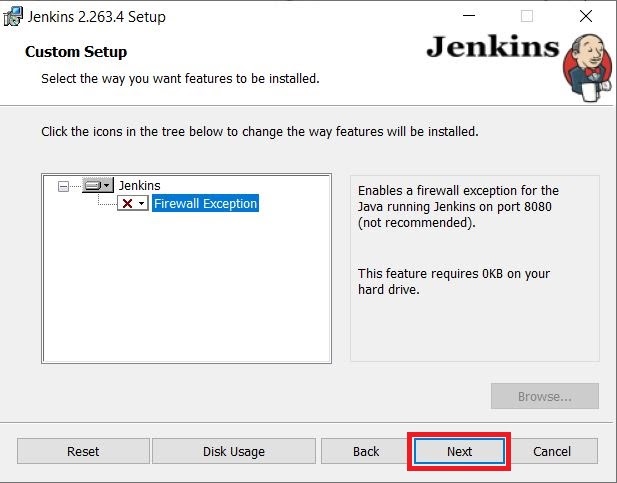 Jenkins 2.263.4 Setup
Custom Setup
Select the way you want features to be installed.
Jenkins
Click the icons in the tree below to change the way features will be installed.
Jenkins
Firewall Exception
Enables a firewall exception for the
Java running Jenkins on port 8080
(not recommended).
This feature requires 0KB on your
hard drive.
Browse...
Reset
Disk Usage
Back
Next
Cancel